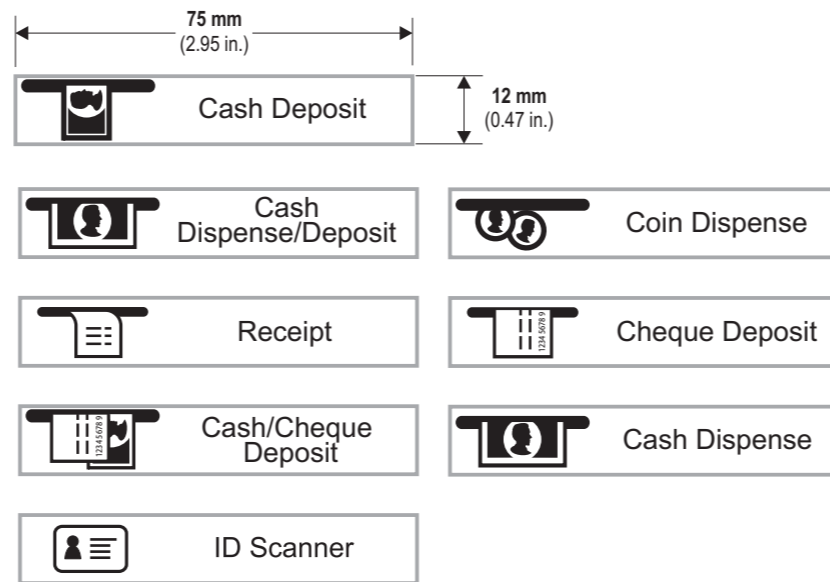 75 mm
(2.95 in.)
Cash Deposit
12 mm
(0.47 in.)
Cash
Dispense/Deposit
Coin Dispense
Receipt
Cheque Deposit
1234 5678 9
Cash/Cheque
Deposit
1234 5678 9
Cash Dispense
ID Scanner